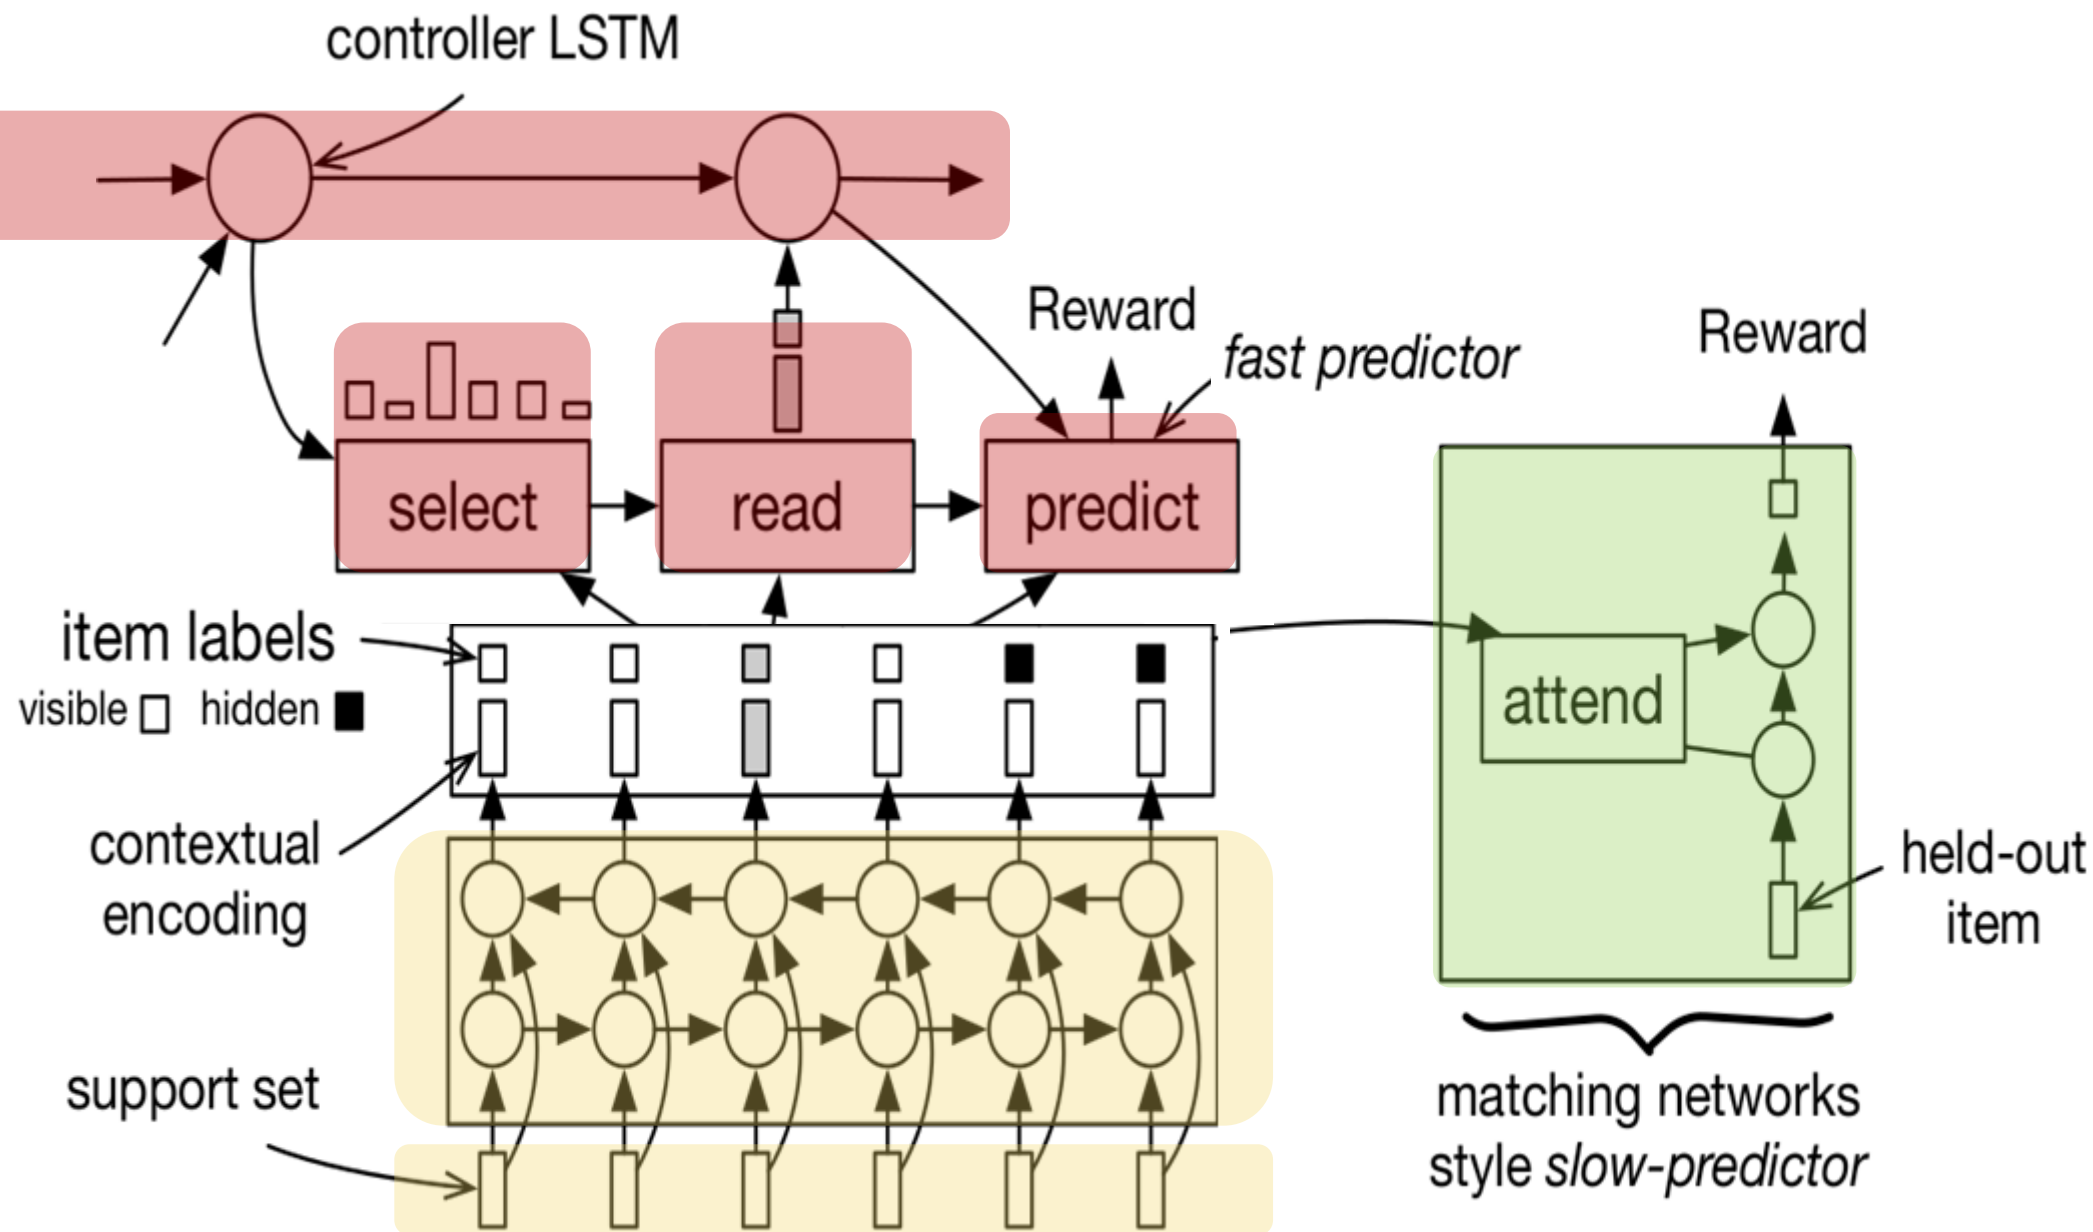 controller LSTM
Reward
fast predictor
Reward
select
read
predict
item labels
visible
hidden
attend
contextual
encoding
held-out
item
support set
matching networks
style slow-predictor